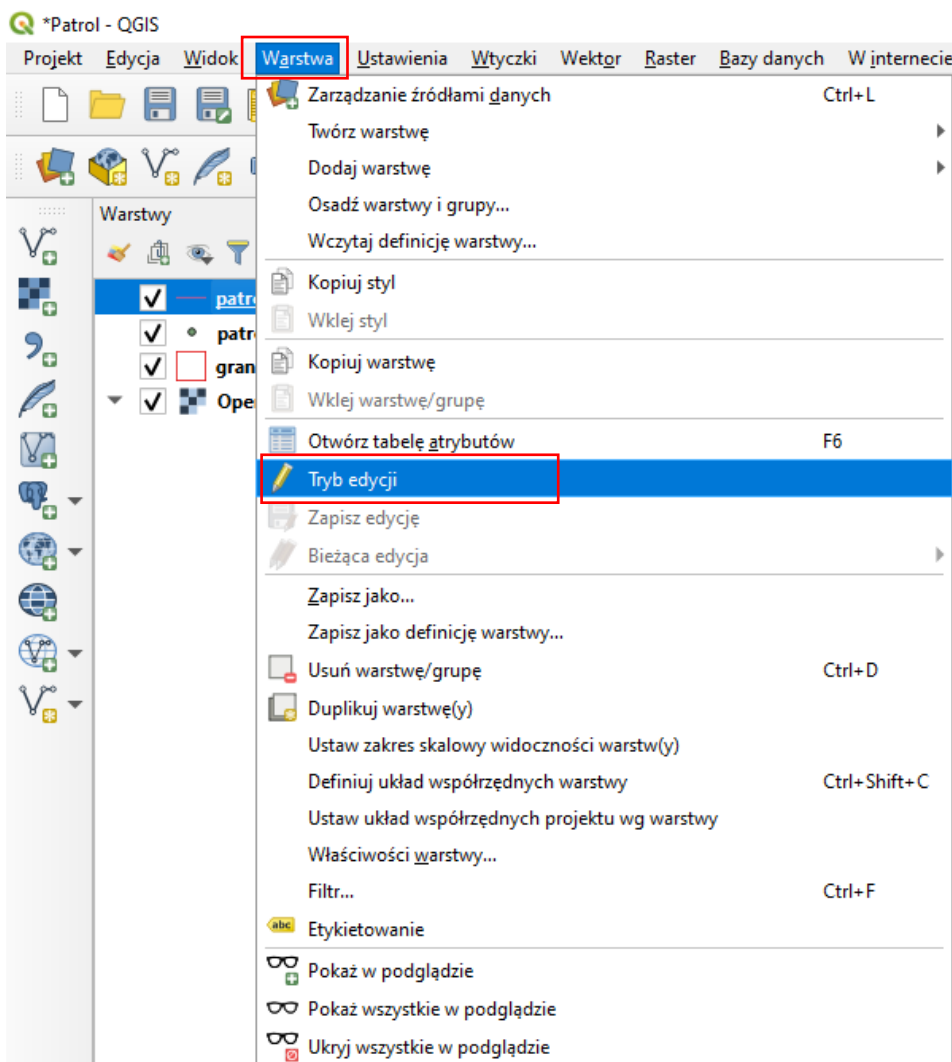 *Patrol - QGIS
Projekt Edycja Widok Warstwa Ustawienia Wtyczki Wektor Raster Bazy danych W internecie
Zarządzanie źródłami danych Ctrl+L
Twórz warstwę
Dodaj warstwę
Osadź warstwy i grupy...
Warstwy
Wczytaj definicję warstwy...
Kopiuj styl
patro
Wklej styl
patr
Kopiuj warstwę
gran
Wklej warstwę/grupę
Ope
Otwórz tabelę atrybutów F6
Tryb edycji
Zapisz edycję
Bieżąca edycja
Zapisz jako...
Zapisz jako definicję warstwy...
Usuń warstwę/grupę Ctrl+D
Duplikuj warstwę(y)
Ustaw zakres skalowy widoczności warstw(y)
Definiuj układ współrzędnych warstwy Ctrl+Shift+C
Ustaw układ współrzędnych projektu wg warstwy
Właściwości warstwy...
Filtr... Ctrl+F
abc Etykietowanie
Pokaż w podglądzie
Pokaż wszystkie w podglądzie
Ukryj wszystkie w podglądzie